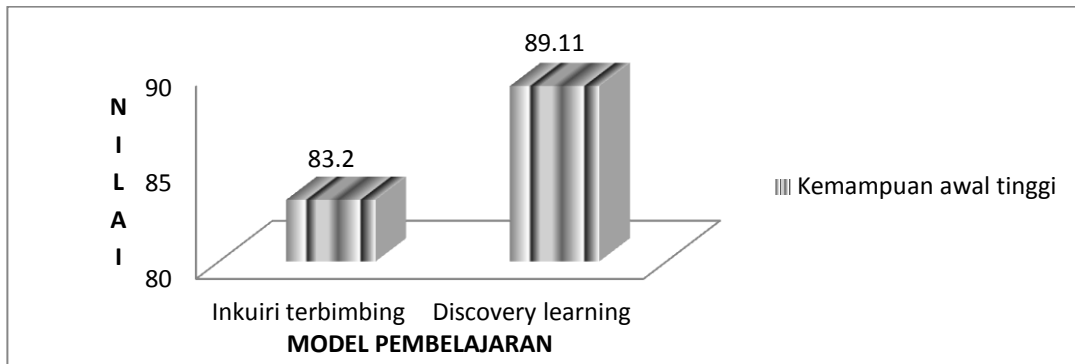 89.11
90
83.2
85
80
N
I
L
A
I
Kemampuan awal tinggi
Inkuiri terbimbing Discovery learning
MODEL PEMBELAJARAN